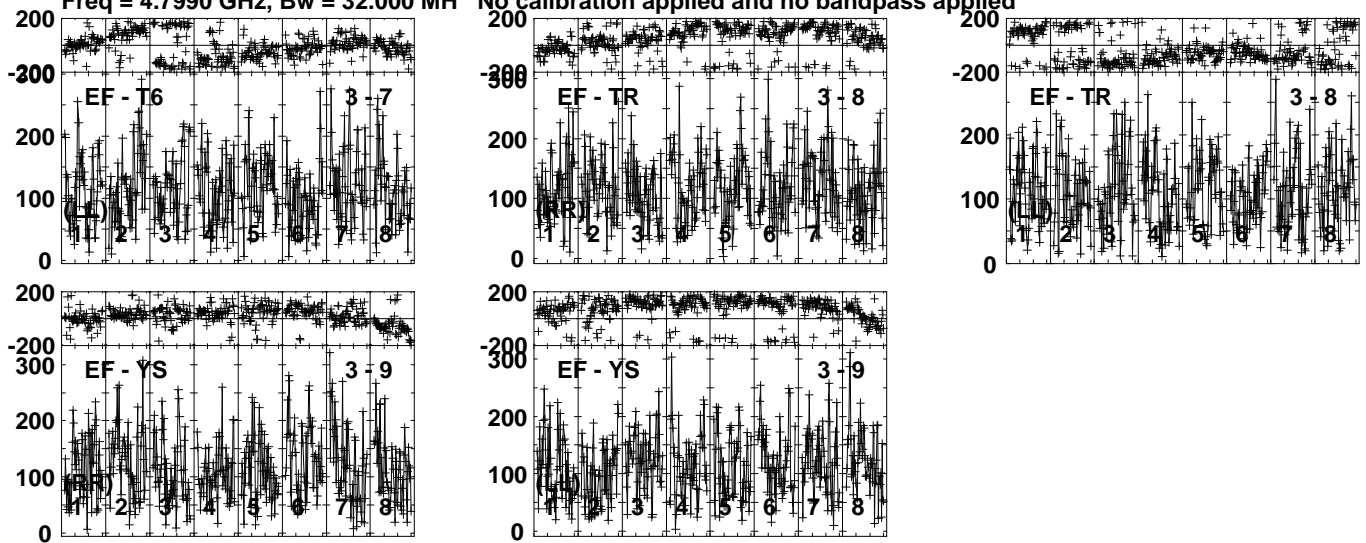 Freq = 4.7990 GHz, Bw = 32.000 MH No calibration applied and no bandpass applied
200 200 200
-200 -200 -200
300 300
EF - T6 3 - 7 EF - TR 3 - 8 EF - TR 3 - 8
200 200 200
100 100 100
(LL) (RR) (LL)
1 2 3 4 5 6 7 8 1 2 3 4 5 6 7 8 1 2 3 4 5 6 7 8
0 0 0
200 200
-200 -200
300 300
EF - YS 3 - 9 EF - YS 3 - 9
200 200
100 100
(RR) (LL)
1 2 3 4 5 6 7 8 1 2 3 4 5 6 7 8
0 0